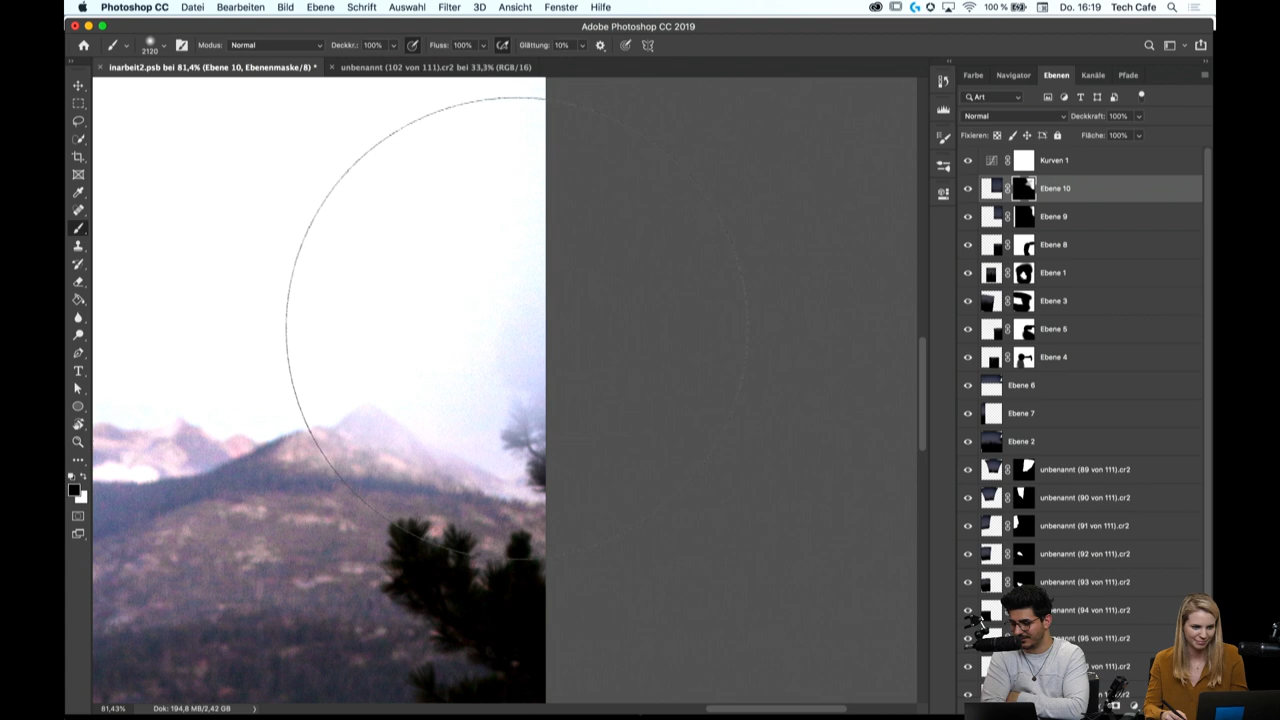 Photoshop CC Datei Bearbeiten Bild Ebene Schrift Auswahl Filter 3D Ansicht Fenster Hilfe 100 % Do. 16:19 Tech Cafe
Adobe Photoshop CC 2019
2120 Modus: Normal Deckkr.: 100% Fluss: 100% Glättung: 10%
× inarbeit2.psb bei 81,4% (Ebene 10, Ebenenmaske/8) * × unbenannt (102 von 111).cr2 bei 33,3% (RGB/16)
Farbe Navigator Ebenen Kanäle Pfade
Art
Normal Deckkraft: 100%
Fixieren: Fläche: 100%
Kurven 1
Ebene 10
Ebene 9
Ebene 8
Ebene 1
Ebene 3
Ebene 5
Ebene 4
Ebene 6
Ebene 7
Ebene 2
unbenannt (89 von 111).cr2
unbenannt (90 von 111).cr2
unbenannt (91 von 111).cr2
unbenannt (92 von 111).cr2
unbenannt (93 von 111).cr2
(94 von 111).cr2
von 111).cr2
von 111).cr2
von 111).cr2
81,43% Dok: 194,8 MB/2,42 GB